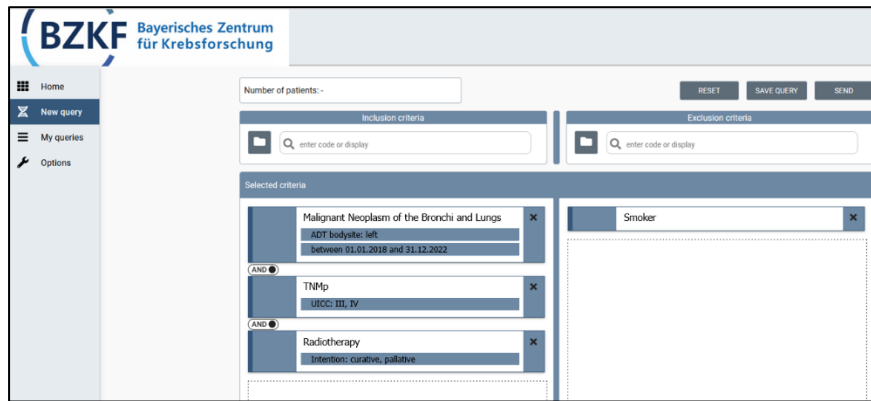 BZKF Bayerisches Zentrum
für Krebsforschung
Home
New query
My queries
Options
Number of patients: -
RESET SAVE QUERY SEND
Inclusion criteria
enter code or display
Exclusion criteria
enter code or display
Selected criteria
Malignant Neoplasm of the Bronchi and Lungs
ADT bodysite: left
between 01.01.2018 and 31.12.2022
AND
TNMp
UICC: III, IV
AND
Radiotherapy
Intention: curative, pallative
Smoker